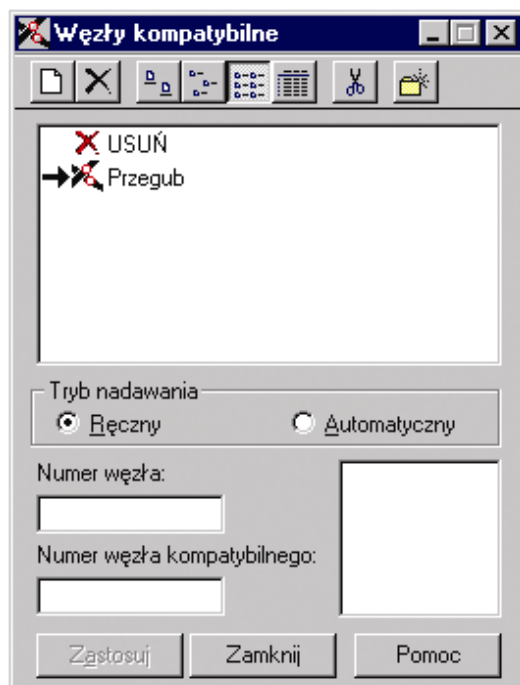 Węzły kompatybilne
USUŃ
Przegub
Tryb nadawania
Ręczny Automatyczny
Numer węzła:
Numer węzła kompatybilnego:
Zastosuj Zamknij Pomoc